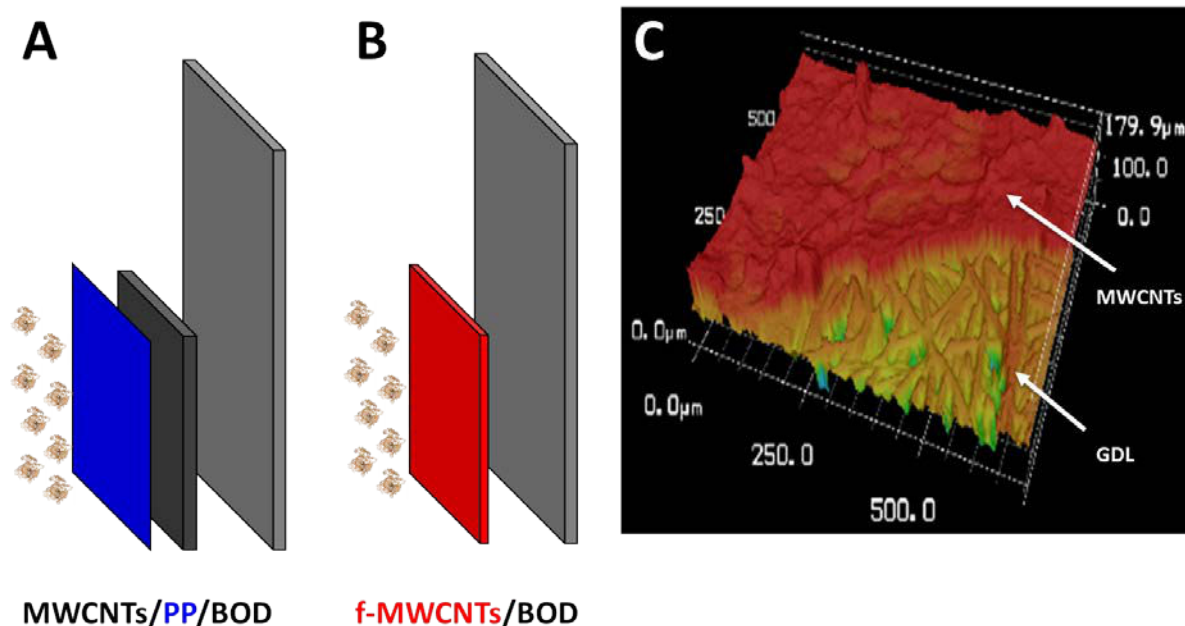 A
B
C
500
250
0.0μm
0.0μm
250.0
500.0
179.9μm
100.0
0.0
MWCNTs
GDL
MWCNTs/PP/BOD
f-MWCNTs/BOD